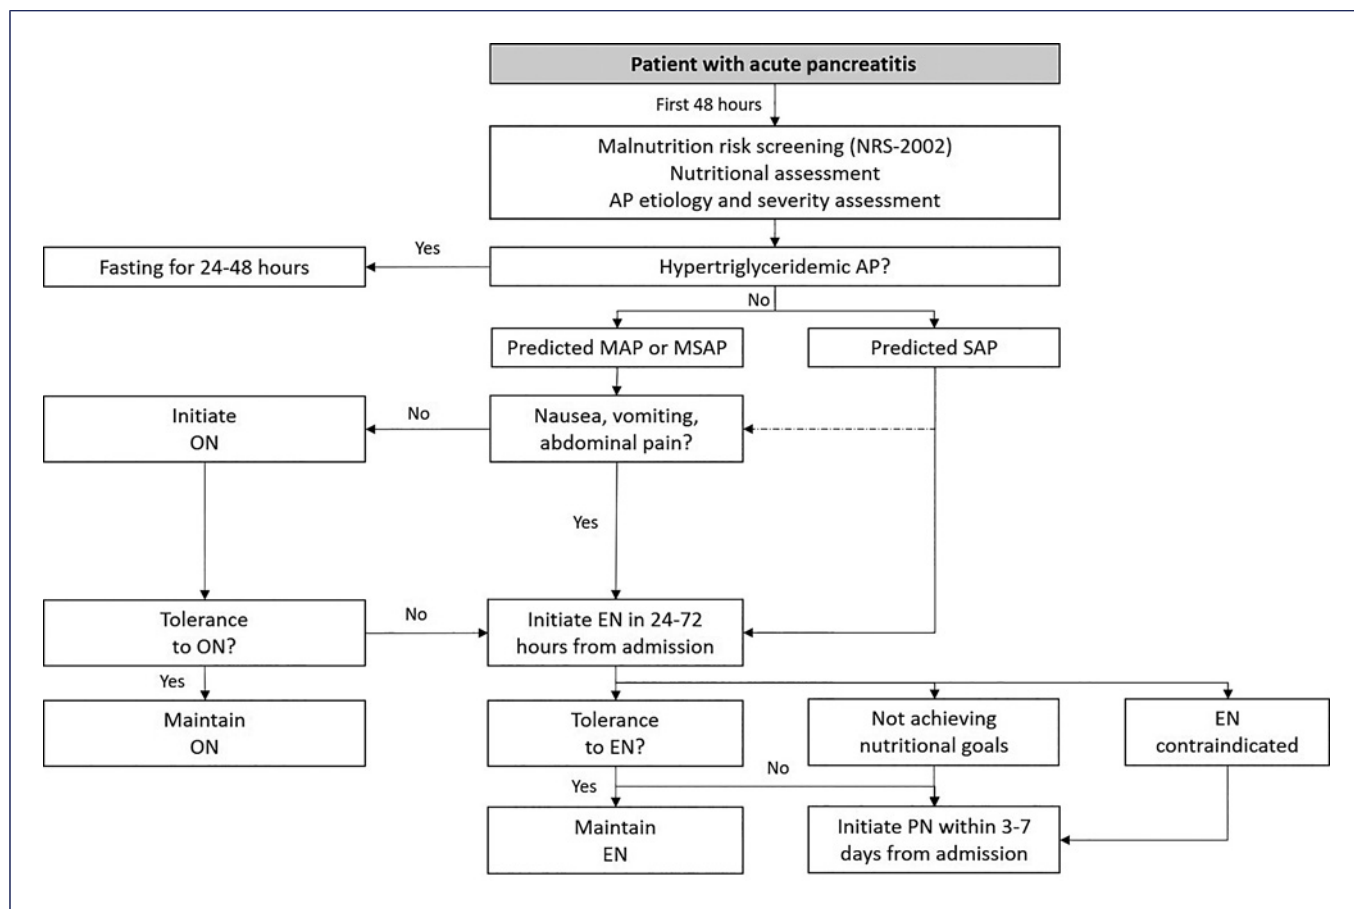 Patient with acute pancreatitis
First 48 hours
Malnutrition risk screening (NRS-2002)
Nutritional assessment
AP etiology and severity assessment
Yes
Fasting for 24-48 hours
Hypertriglyceridemic AP?
No
Predicted MAP or MSAP
Predicted SAP
Initiate
ON
No
Nausea, vomiting,
abdominal pain?
Yes
Tolerance
to ON?
No
Initiate EN in 24-72
hours from admission
Yes
Maintain
ON
Tolerance
to EN?
Not achieving
nutritional goals
EN
contraindicated
No
Yes
Maintain
EN
Initiate PN within 3-7
days from admission